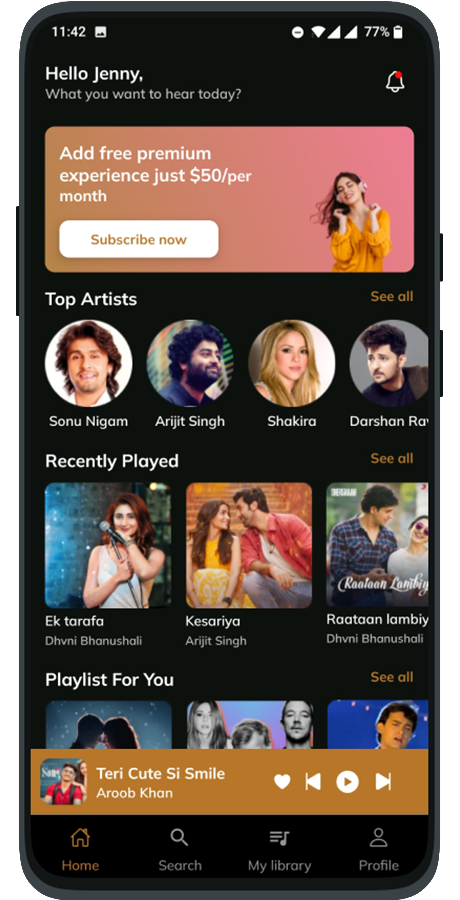 11:42
77%
Hello Jenny,
What you want to hear today?
Add free premium
experience just $50/per
month
Subscribe now
Top Artists
See all
Sonu Nigam
Arijit Singh
Shakira
Darshan Rav
Recently Played
See all
Raataan Lambiy
Ek tarafa
Kesariya
Raataan lambiy
Dhvni Bhanushali
Arijit Singh
Dhvni Bhanushali
Playlist For You
See all
Teri Cute Si Smile
Aroob Khan
Home
Search
My library
Profile